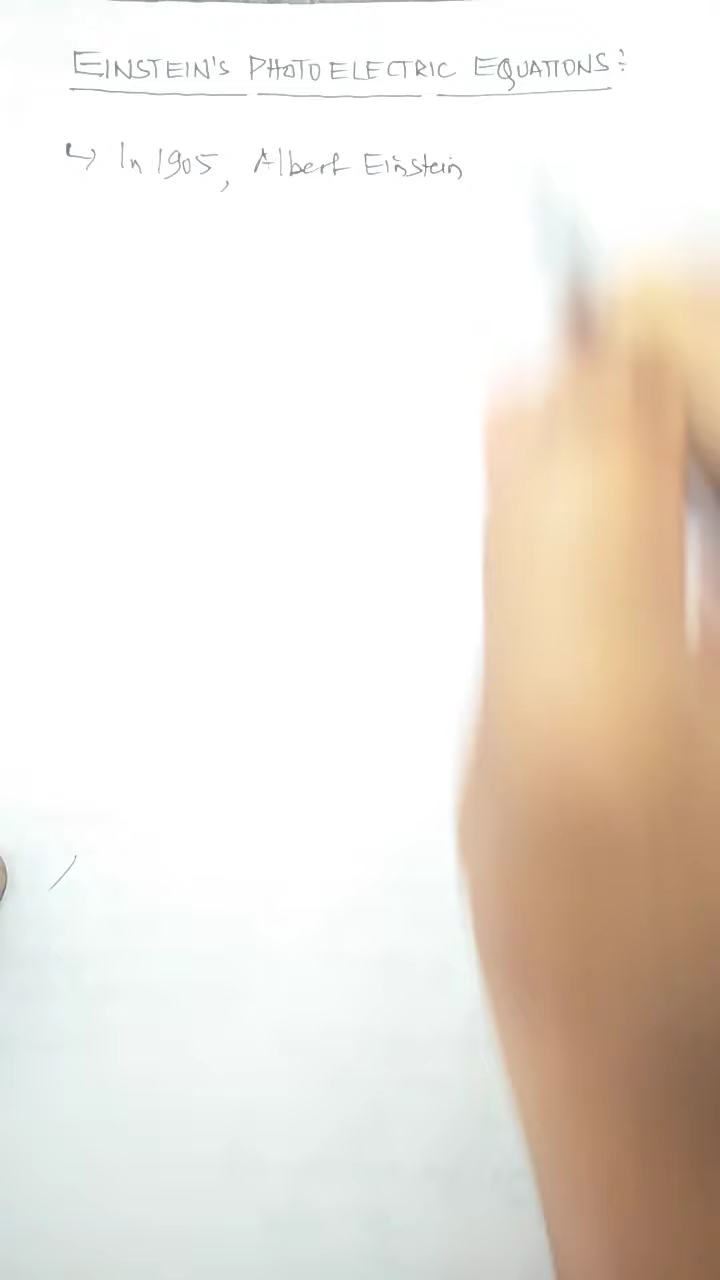 EINSTEIN'S PHOTOELECTRIC EQUATIONS:
↳ In 1905, Albert Einstein